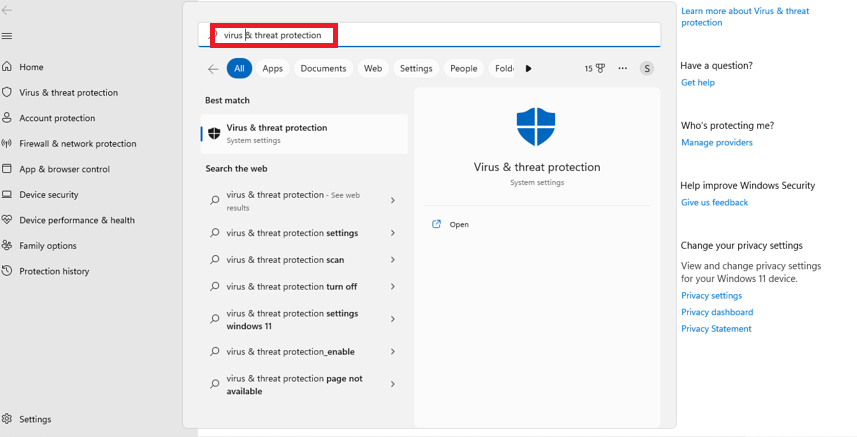 virus & threat protection
Home
Virus & threat protection
Account protection
Firewall & network protection
App & browser control
Device security
Device performance & health
Family options
Protection history
Settings
All Apps Documents Web Settings People
15
S
Best match
Virus & threat protection
System settings
Search the web
virus & threat protection - See web
results
virus & threat protection settings
virus & threat protection scan
virus & threat protection turn off
virus & threat protection settings
windows 11
virus & threat protection_enable
virus & threat protection page not
available
Virus & threat protection
System settings
Open
Learn more about Virus & threat
protection
Have a question?
Get help
Who's protecting me?
Manage providers
Help improve Windows Security
Give us feedback
Change your privacy settings
View and change privacy settings
for your Windows 11 device.
Privacy settings
Privacy dashboard
Privacy Statement